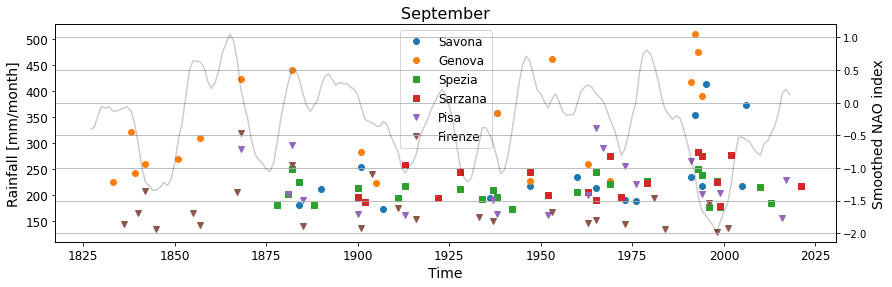 September
Rainfall [mm/month]
500
450
400
350
300
250
200
150
Savona
Genova
Spezia
Sarzana
Pisa
Firenze
1.0
0.5
0.0
−0.5
−1.0
−1.5
−2.0
Smoothed NAO index
1825 1850 1875 1900 1925 1950 1975 2000 2025
Time